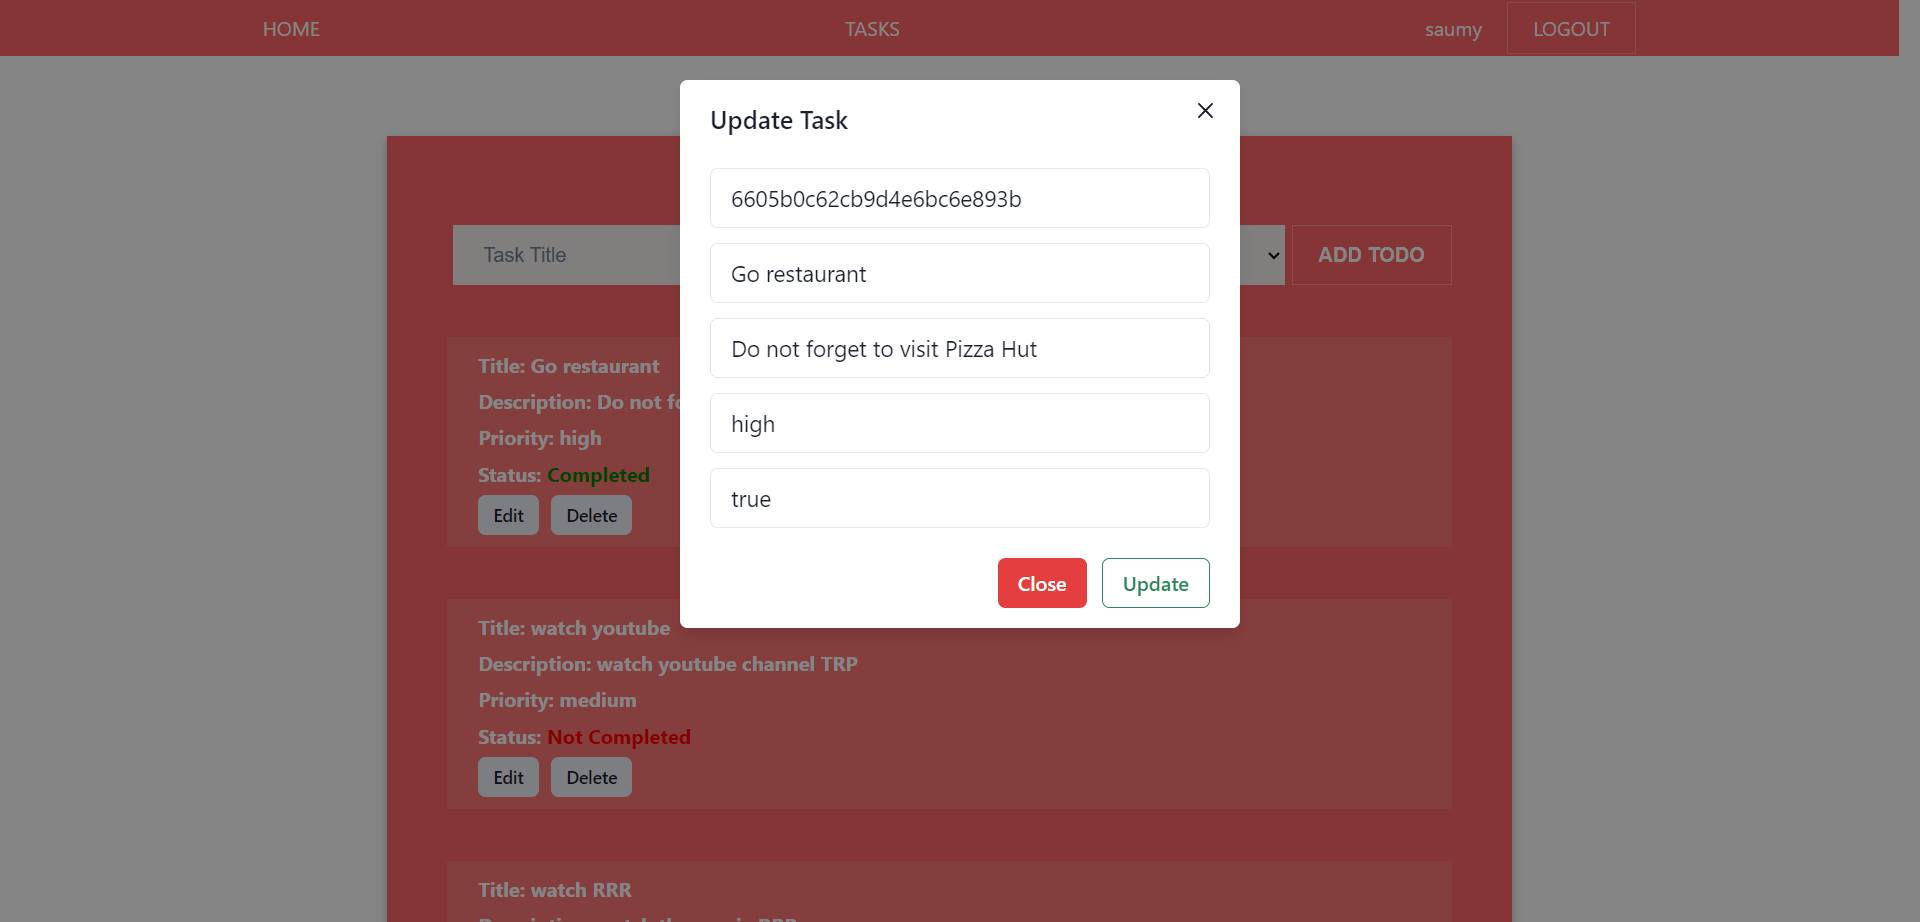 HOME TASKS saumy LOGOUT
Update Task
6605b0c62cb9d4e6bc6e893b
Go restaurant
Do not forget to visit Pizza Hut
high
true
Close Update
Task Title ADD TODO
Title: Go restaurant
Description: Do not fo
Priority: high
Status: Completed
Edit Delete
Title: watch youtube
Description: watch youtube channel TRP
Priority: medium
Status: Not Completed
Edit Delete
Title: watch RRR